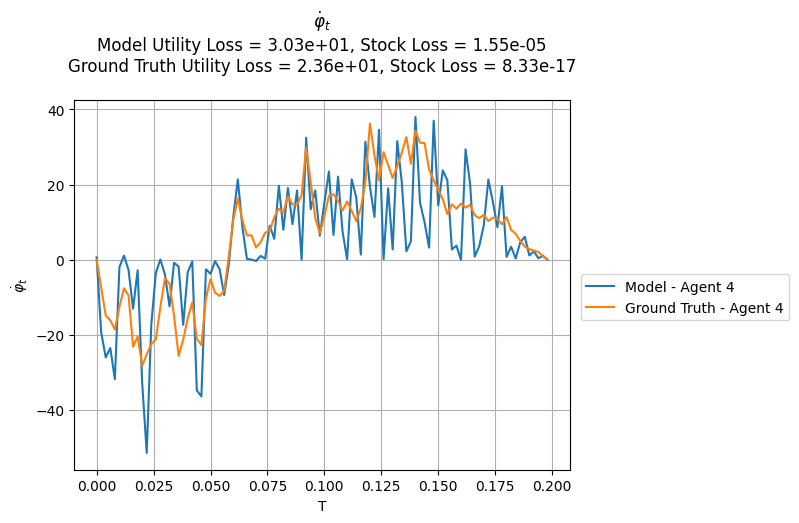 φ̇ₜ
Model Utility Loss = 3.03e+01, Stock Loss = 1.55e-05
Ground Truth Utility Loss = 2.36e+01, Stock Loss = 8.33e-17
40
20
0
−20
−40
φ̇ₜ
0.000 0.025 0.050 0.075 0.100 0.125 0.150 0.175 0.200
T
Model - Agent 4
Ground Truth - Agent 4